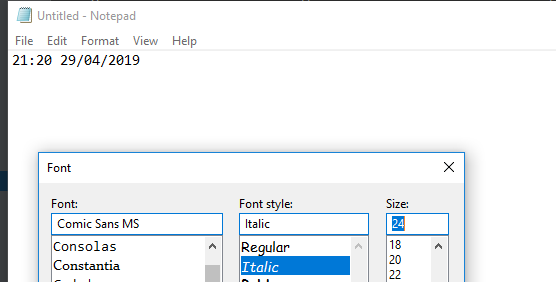 Untitled - Notepad
File Edit Format View Help
21:20 29/04/2019
Font
Font: Font style: Size:
Comic Sans MS Italic 24
Consolas Regular 18
Constantia Italic 20
22